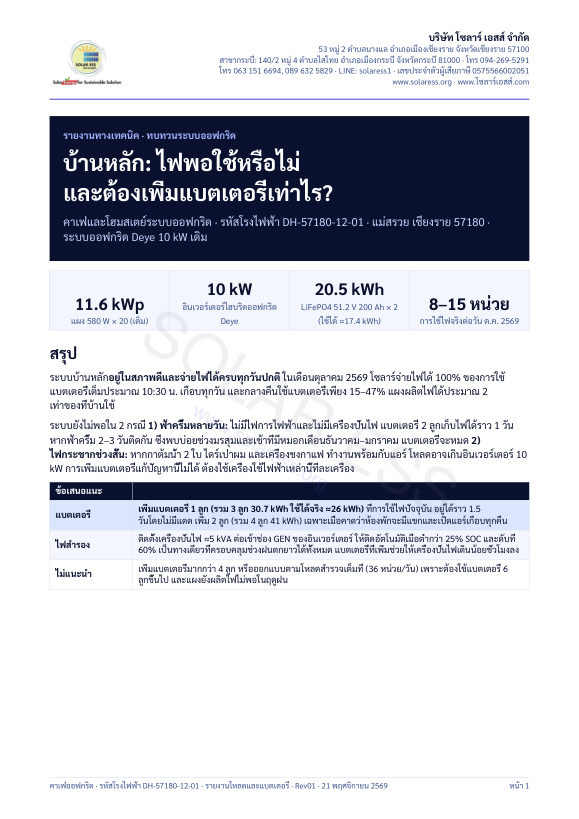 บริษัท โซลาร์ เอสส์ จำกัด
53 หมู่ 2 ตำบลนางแล อำเภอเมืองเชียงราย จังหวัดเชียงราย 57100
สาขากระบี่: 140/2 หมู่ 4 ตำบลไสไทย อำเภอเมืองกระบี่ จังหวัดกระบี่ 81000 · โทร 094-269-5291
โทร 063 151 6694, 089 632 5829 · LINE: solaress1 · เลขประจำตัวผู้เสียภาษี 0575566002051
www.solaress.org · www.โซลาร์เอสส์.com
SOLAR ESS
Solar Energy for Sustainable Solution
รายงานทางเทคนิค · ทบทวนระบบออฟกริด
บ้านหลัก: ไฟพอใช้หรือไม่
และต้องเพิ่มแบตเตอรี่เท่าไร?
คาเฟ่และโฮมสเตย์ระบบออฟกริด · รหัสโรงไฟฟ้า DH-57180-12-01 · แม่สรวย เชียงราย 57180 ·
ระบบออฟกริด Deye 10 kW เดิม
11.6 kWp
แผง 580 W × 20 (เดิม)
10 kW
อินเวอร์เตอร์ไฮบริดออฟกริด
Deye
20.5 kWh
LiFePO4 51.2 V 200 Ah × 2
(ใช้ได้ ≈17.4 kWh)
8–15 หน่วย
การใช้ไฟจริงต่อวัน ต.ค. 2569
สรุป
ระบบบ้านหลักอยู่ในสภาพดีและจ่ายไฟได้ครบทุกวันปกติ ในเดือนตุลาคม 2569 โซลาร์จ่ายไฟได้ 100% ของการใช้
แบตเตอรี่เต็มประมาณ 10:30 น. เกือบทุกวัน และกลางคืนใช้แบตเตอรี่เพียง 15–47% แผงผลิตไฟได้ประมาณ 2
เท่าของที่บ้านใช้
ระบบยังไม่พอใน 2 กรณี 1) ฟ้าครึ้มหลายวัน: ไม่มีไฟการไฟฟ้าและไม่มีเครื่องปั่นไฟ แบตเตอรี่ 2 ลูกเก็บไฟได้ราว 1 วัน
หากฟ้าครึ้ม 2–3 วันติดกัน ซึ่งพบบ่อยช่วงมรสุมและเช้าที่มีหมอกเดือนธันวาคม–มกราคม แบตเตอรี่จะหมด 2)
ไฟกระชากช่วงสั้น: หากกาต้มน้ำ 2 ใบ ไดร์เป่าผม และเครื่องชงกาแฟ ทำงานพร้อมกับแอร์ โหลดอาจเกินอินเวอร์เตอร์ 10
kW การเพิ่มแบตเตอรี่แก้ปัญหานี้ไม่ได้ ต้องใช้เครื่องใช้ไฟฟ้าเหล่านี้ทีละเครื่อง
ข้อเสนอแนะ
แบตเตอรี่
เพิ่มแบตเตอรี่ 1 ลูก (รวม 3 ลูก 30.7 kWh ใช้ได้จริง ≈26 kWh) ที่การใช้ไฟปัจจุบัน อยู่ได้ราว 1.5
วันโดยไม่มีแดด เพิ่ม 2 ลูก (รวม 4 ลูก 41 kWh) เฉพาะเมื่อคาดว่าห้องพักจะมีแขกและเปิดแอร์เกือบทุกคืน
ไฟสำรอง
ติดตั้งเครื่องปั่นไฟ ≈5 kVA ต่อเข้าช่อง GEN ของอินเวอร์เตอร์ ให้ติดอัตโนมัติเมื่อต่ำกว่า 25% SOC และดับที่
60% เป็นทางเดียวที่ครอบคลุมช่วงฝนตกยาวได้ทั้งหมด แบตเตอรี่ที่เพิ่มช่วยให้เครื่องปั่นไฟเดินน้อยชั่วโมงลง
ไม่แนะนำ
เพิ่มแบตเตอรี่มากกว่า 4 ลูก หรือออกแบบตามโหลดสำรวจเต็มที่ (36 หน่วย/วัน) เพราะต้องใช้แบตเตอรี่ 6
ลูกขึ้นไป และแผงยังผลิตไฟไม่พอในฤดูฝน
SOLAR ESS
คาเฟ่ออฟกริด · รหัสโรงไฟฟ้า DH-57180-12-01 · รายงานโหลดและแบตเตอรี่ · Rev01 · 21 พฤศจิกายน 2569
หน้า 1